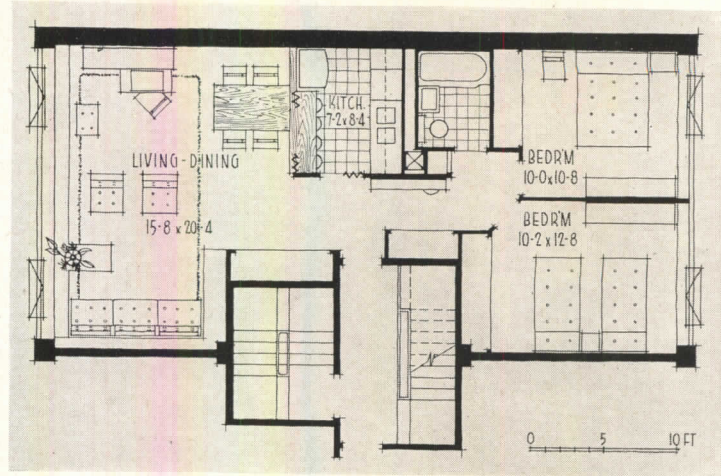 KITCH.
7-2 x 8-4
LIVING-DINING
15-8 x 20-4
BEDR'M
10-0 x 10-8
BEDR'M
10-2 x 12-8
0 5 10 FT